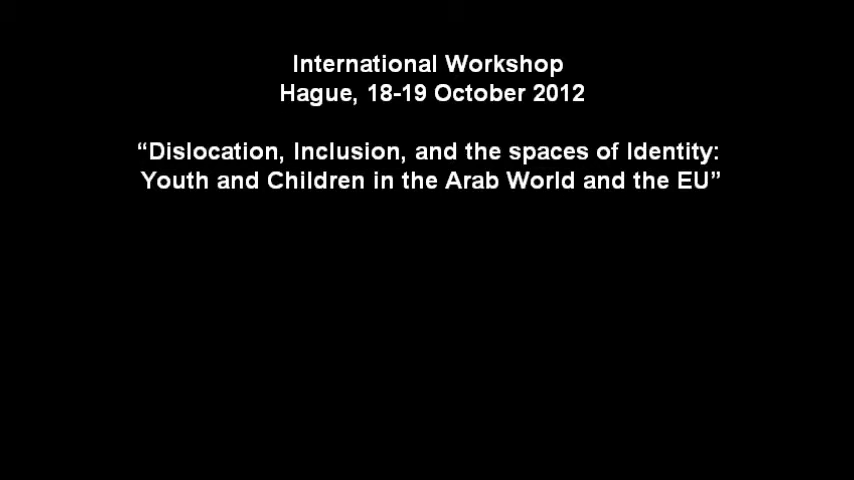 International Workshop
Hague, 18-19 October 2012
“Dislocation, Inclusion, and the spaces of Identity:
Youth and Children in the Arab World and the EU”